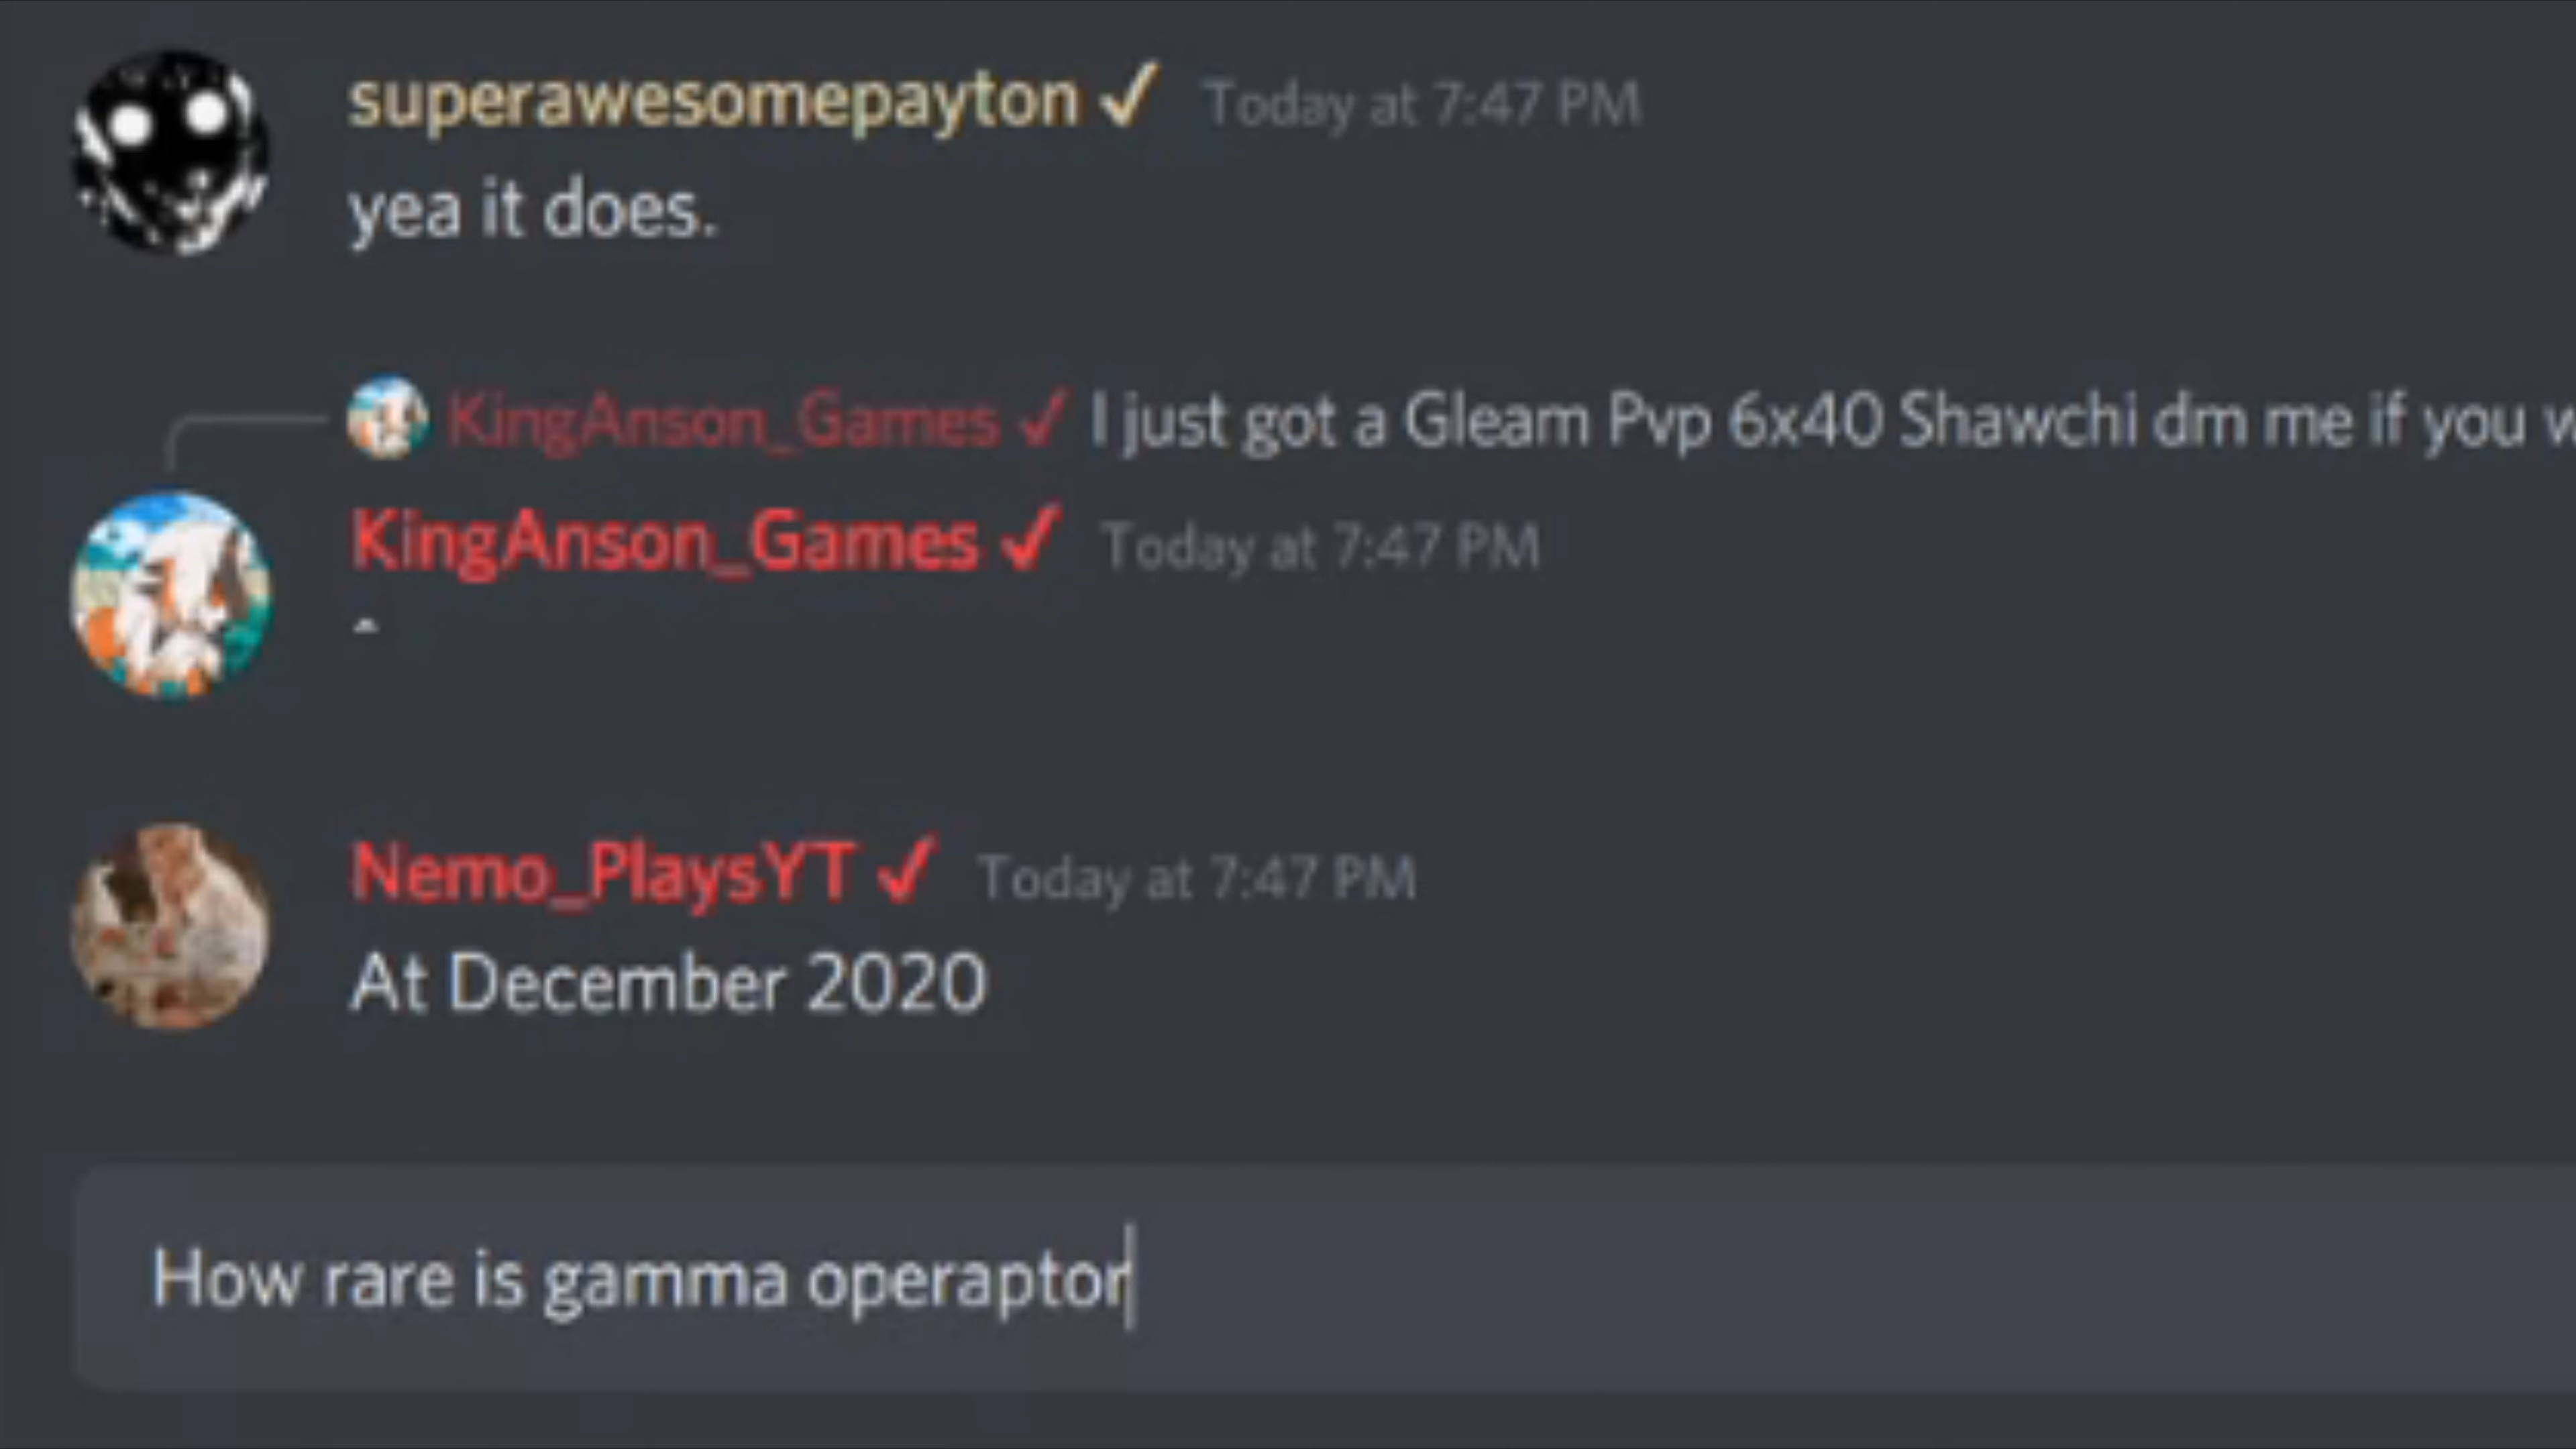 superawesomepayton ✓ Today at 7:47 PM
yea it does.
KingAnson_Games ✓ I just got a Gleam Pvp 6x40 Shawchi dm me if you w
KingAnson_Games ✓ Today at 7:47 PM
^
Nemo_PlaysYT ✓ Today at 7:47 PM
At December 2020
How rare is gamma operaptor